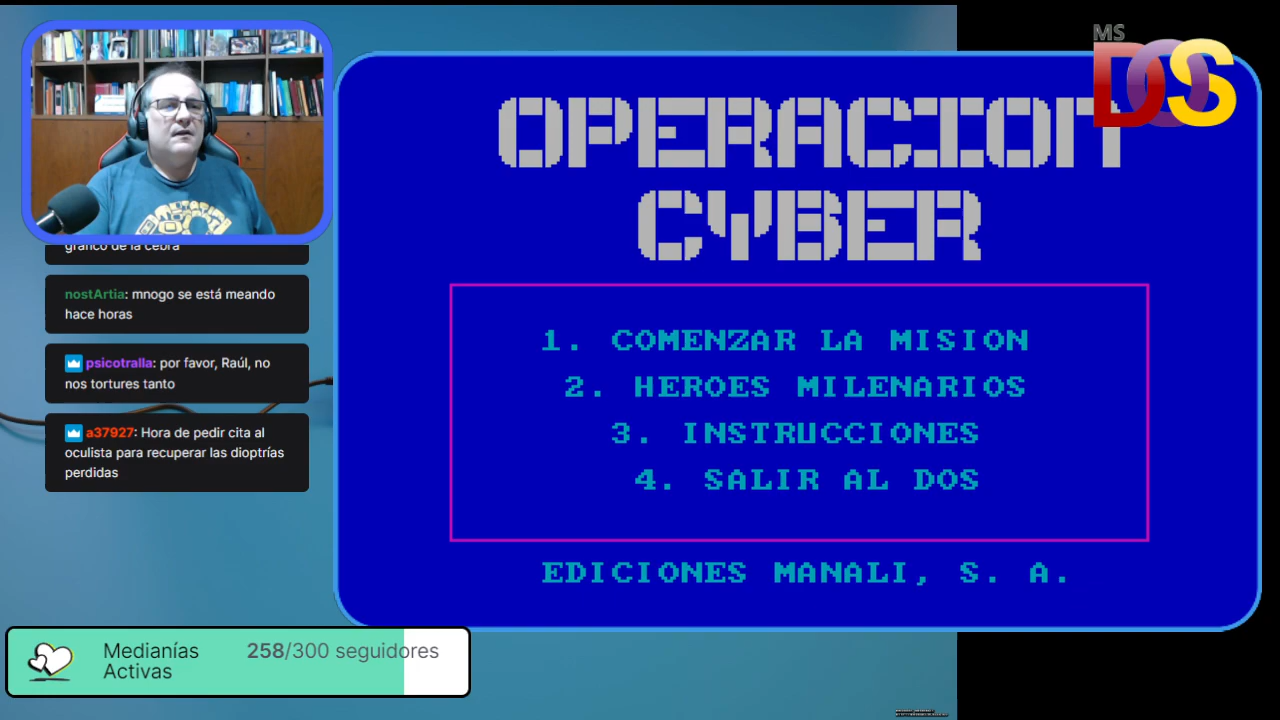 MS
DOS
OPERACION
CYBER
1. COMENZAR LA MISION
2. HEROES MILENARIOS
3. INSTRUCCIONES
4. SALIR AL DOS
EDICIONES MANALI, S. A.
gráfico de la cebra
nostArtia: mnogo se está meando
hace horas
psicotralla: por favor, Raúl, no
nos tortures tanto
a37927: Hora de pedir cita al
oculista para recuperar las dioptrías
perdidas
Medianías
Activas
258/300 seguidores